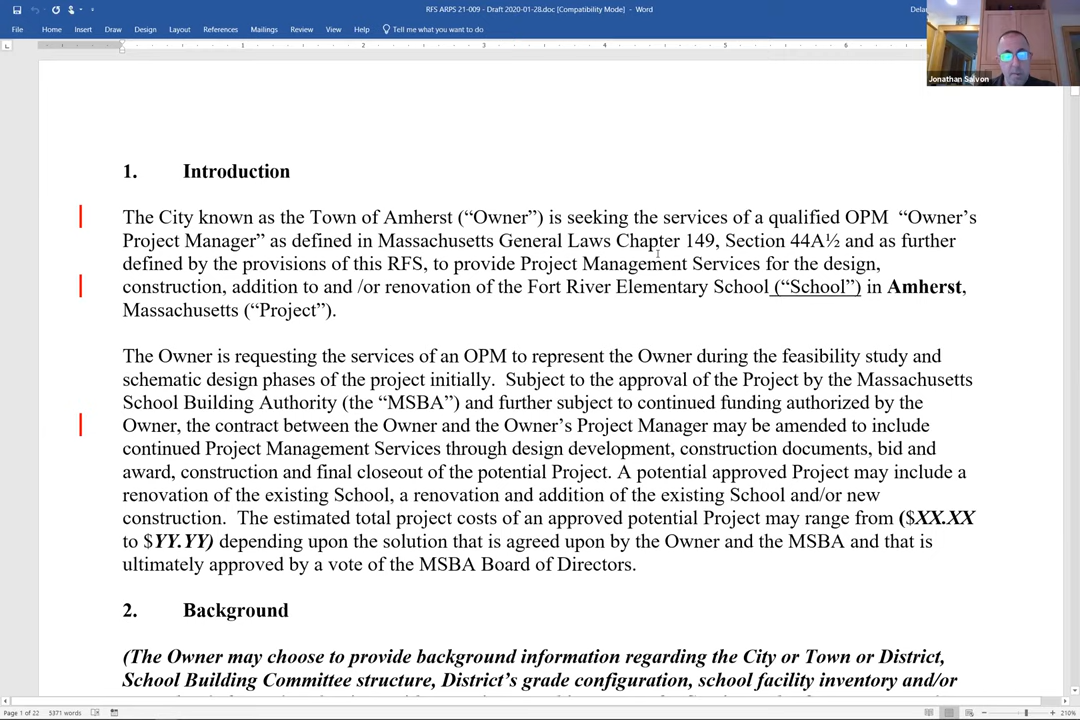 RFS ARPS 21-009 - Draft 2020-01-28.doc [Compatibility Mode] - Word
File Home Insert Draw Design Layout References Mailings Review View Help Tell me what you want to do
Jonathan Salvon
1 2 3 4 5 6
1. Introduction
The City known as the Town of Amherst (“Owner”) is seeking the services of a qualified OPM “Owner’s
Project Manager” as defined in Massachusetts General Laws Chapter 149, Section 44A½ and as further
defined by the provisions of this RFS, to provide Project Management Services for the design,
construction, addition to and /or renovation of the Fort River Elementary School (“School”) in Amherst,
Massachusetts (“Project”).
The Owner is requesting the services of an OPM to represent the Owner during the feasibility study and
schematic design phases of the project initially. Subject to the approval of the Project by the Massachusetts
School Building Authority (the “MSBA”) and further subject to continued funding authorized by the
Owner, the contract between the Owner and the Owner’s Project Manager may be amended to include
continued Project Management Services through design development, construction documents, bid and
award, construction and final closeout of the potential Project. A potential approved Project may include a
renovation of the existing School, a renovation and addition of the existing School and/or new
construction. The estimated total project costs of an approved potential Project may range from ($XX.XX
to $YY.YY) depending upon the solution that is agreed upon by the Owner and the MSBA and that is
ultimately approved by a vote of the MSBA Board of Directors.
2. Background
(The Owner may choose to provide background information regarding the City or Town or District,
School Building Committee structure, District’s grade configuration, school facility inventory and/or
Page 1 of 22 5371 words 210%